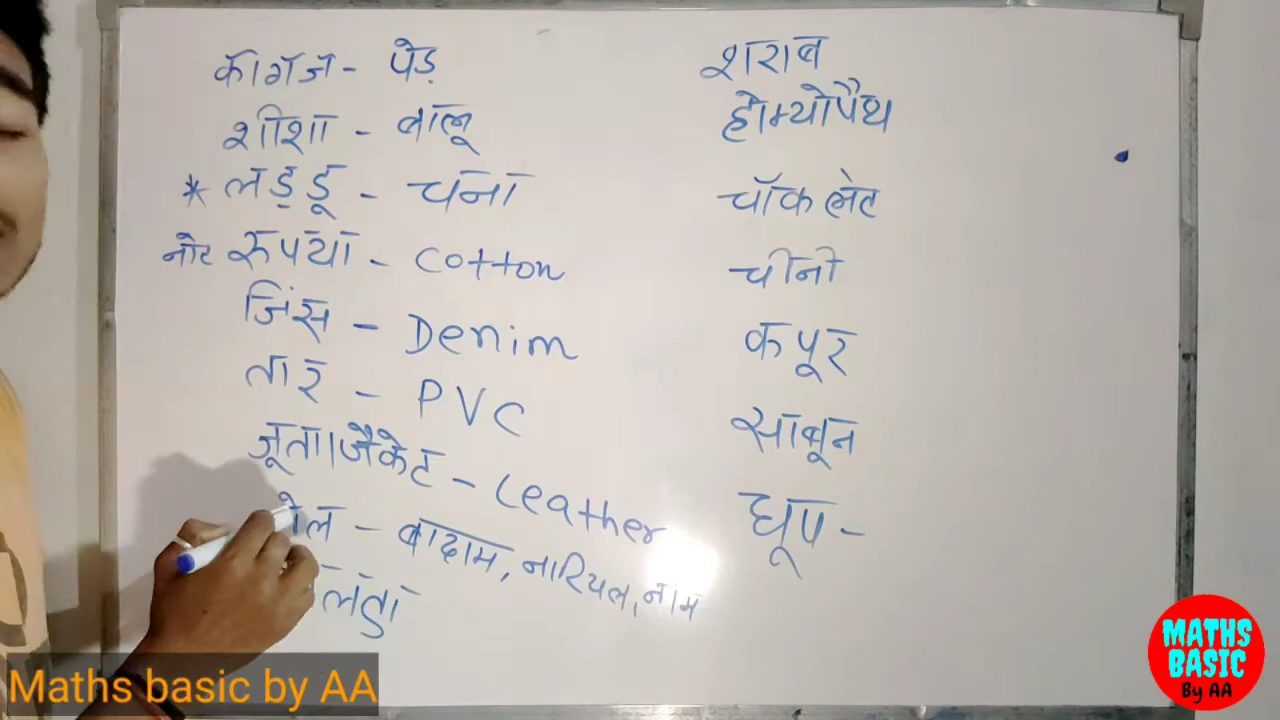 कागज - पेड़
शीशा - बालू
* लड्डू - चना
नोट रुपया - Cotton
जिंस - Denim
तार - PVC
जूता।जैकेट - Leather
- बादाम, नारियल,
शराब
होम्योपैथ
चॉकलेट
चीनी
कपूर
साबून
धूप -
Maths basic by AA
MATHS
BASIC
By AA